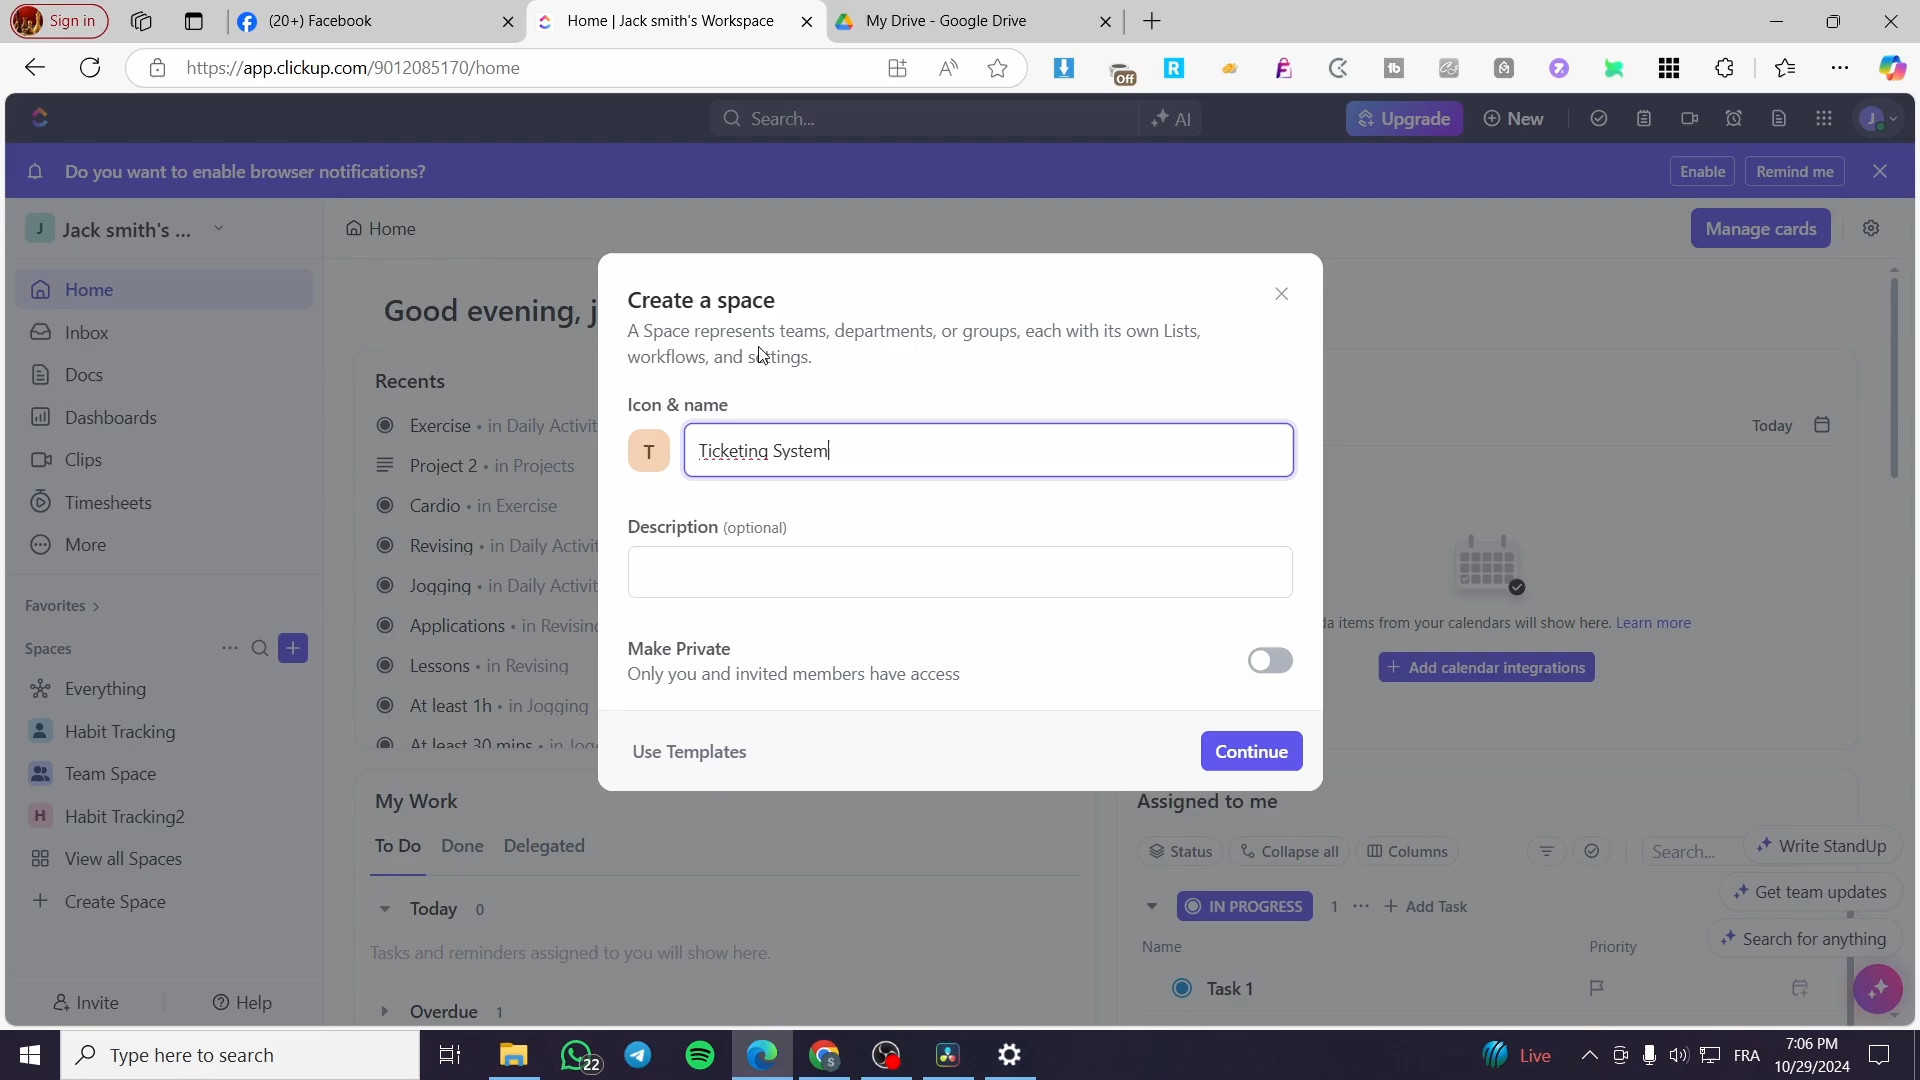 Sign in
(20+) Facebook
Home | Jack smith's Workspace
My Drive - Google Drive
https://app.clickup.com/9012085170/home
Off
Search...
AI
Upgrade
New
J
Do you want to enable browser notifications?
Enable
Remind me
J
Jack smith's ...
Home
Manage cards
Home
Inbox
Docs
Dashboards
Clips
Timesheets
More
Favorites
Spaces
Everything
Habit Tracking
Team Space
H
Habit Tracking2
View all Spaces
Create Space
Invite
Help
Good evening, j
Recents
Exercise • in Daily Activit
Project 2 • in Projects
Cardio • in Exercise
Revising • in Daily Activit
Jogging • in Daily Activit
Applications • in Revising
Lessons • in Revising
At least 1h • in Jogging
At least 30 mins • in Jogg
Create a space
A Space represents teams, departments, or groups, each with its own Lists,
workflows, and settings.
Icon & name
T
Ticketing System
Description (optional)
Make Private
Only you and invited members have access
Use Templates
Continue
Today
da items from your calendars will show here. Learn more
Add calendar integrations
My Work
To Do
Done
Delegated
Today 0
Tasks and reminders assigned to you will show here.
Overdue 1
Assigned to me
Status
Collapse all
Columns
Search...
Write StandUp
Get team updates
Search for anything
IN PROGRESS
1
Add Task
Name
Priority
Task 1
Type here to search
22
Live
FRA
7:06 PM
10/29/2024